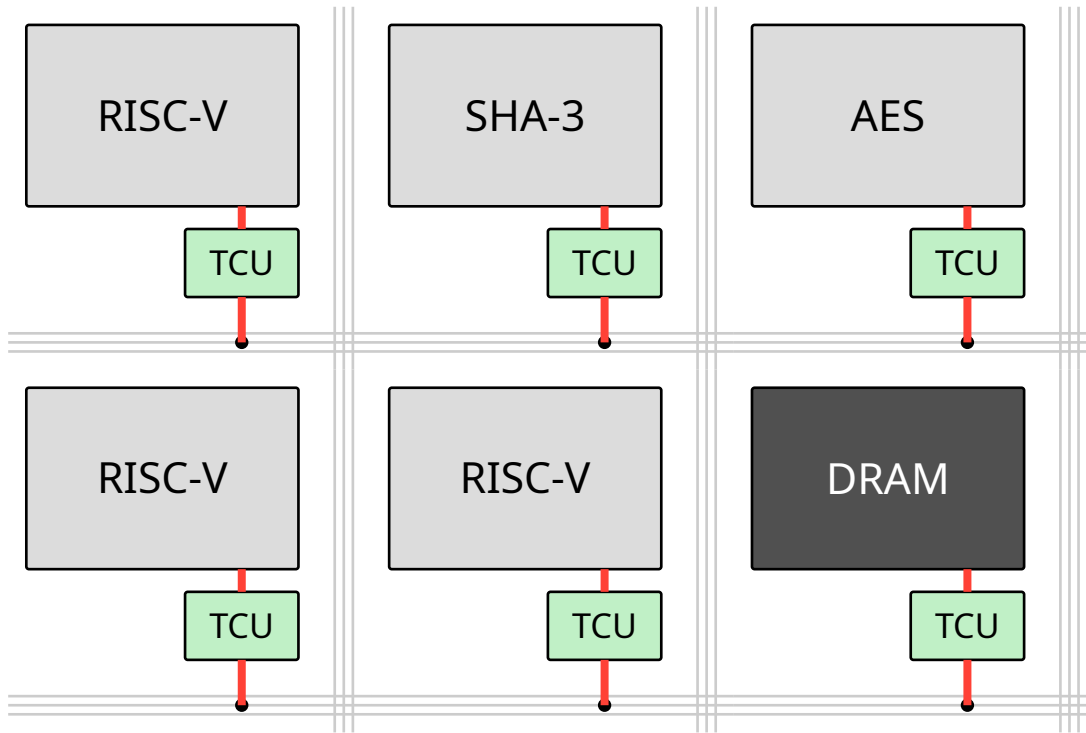 RISC-V
SHA-3
AES
TCU
TCU
TCU
RISC-V
RISC-V
DRAM
TCU
TCU
TCU